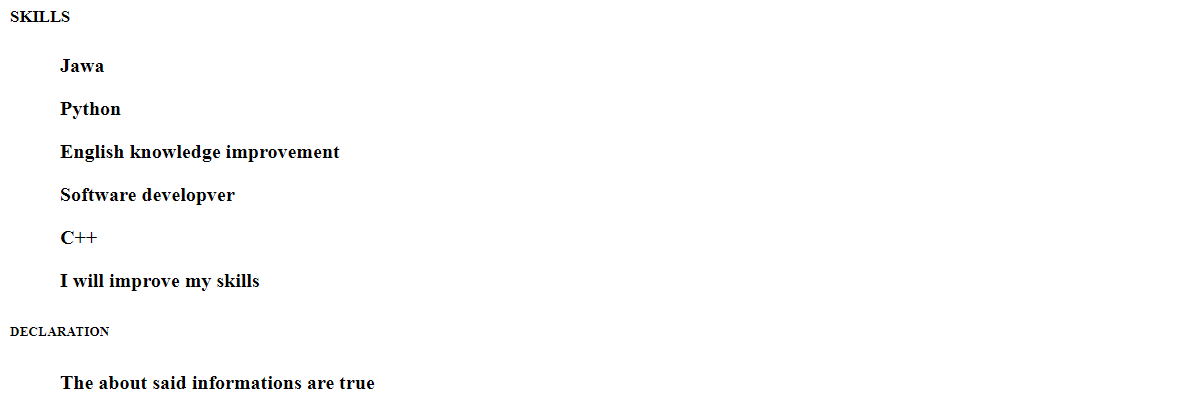 SKILLS
Jawa
Python
English knowledge improvement
Software developver
C++
I will improve my skills
DECLARATION
The about said informations are true